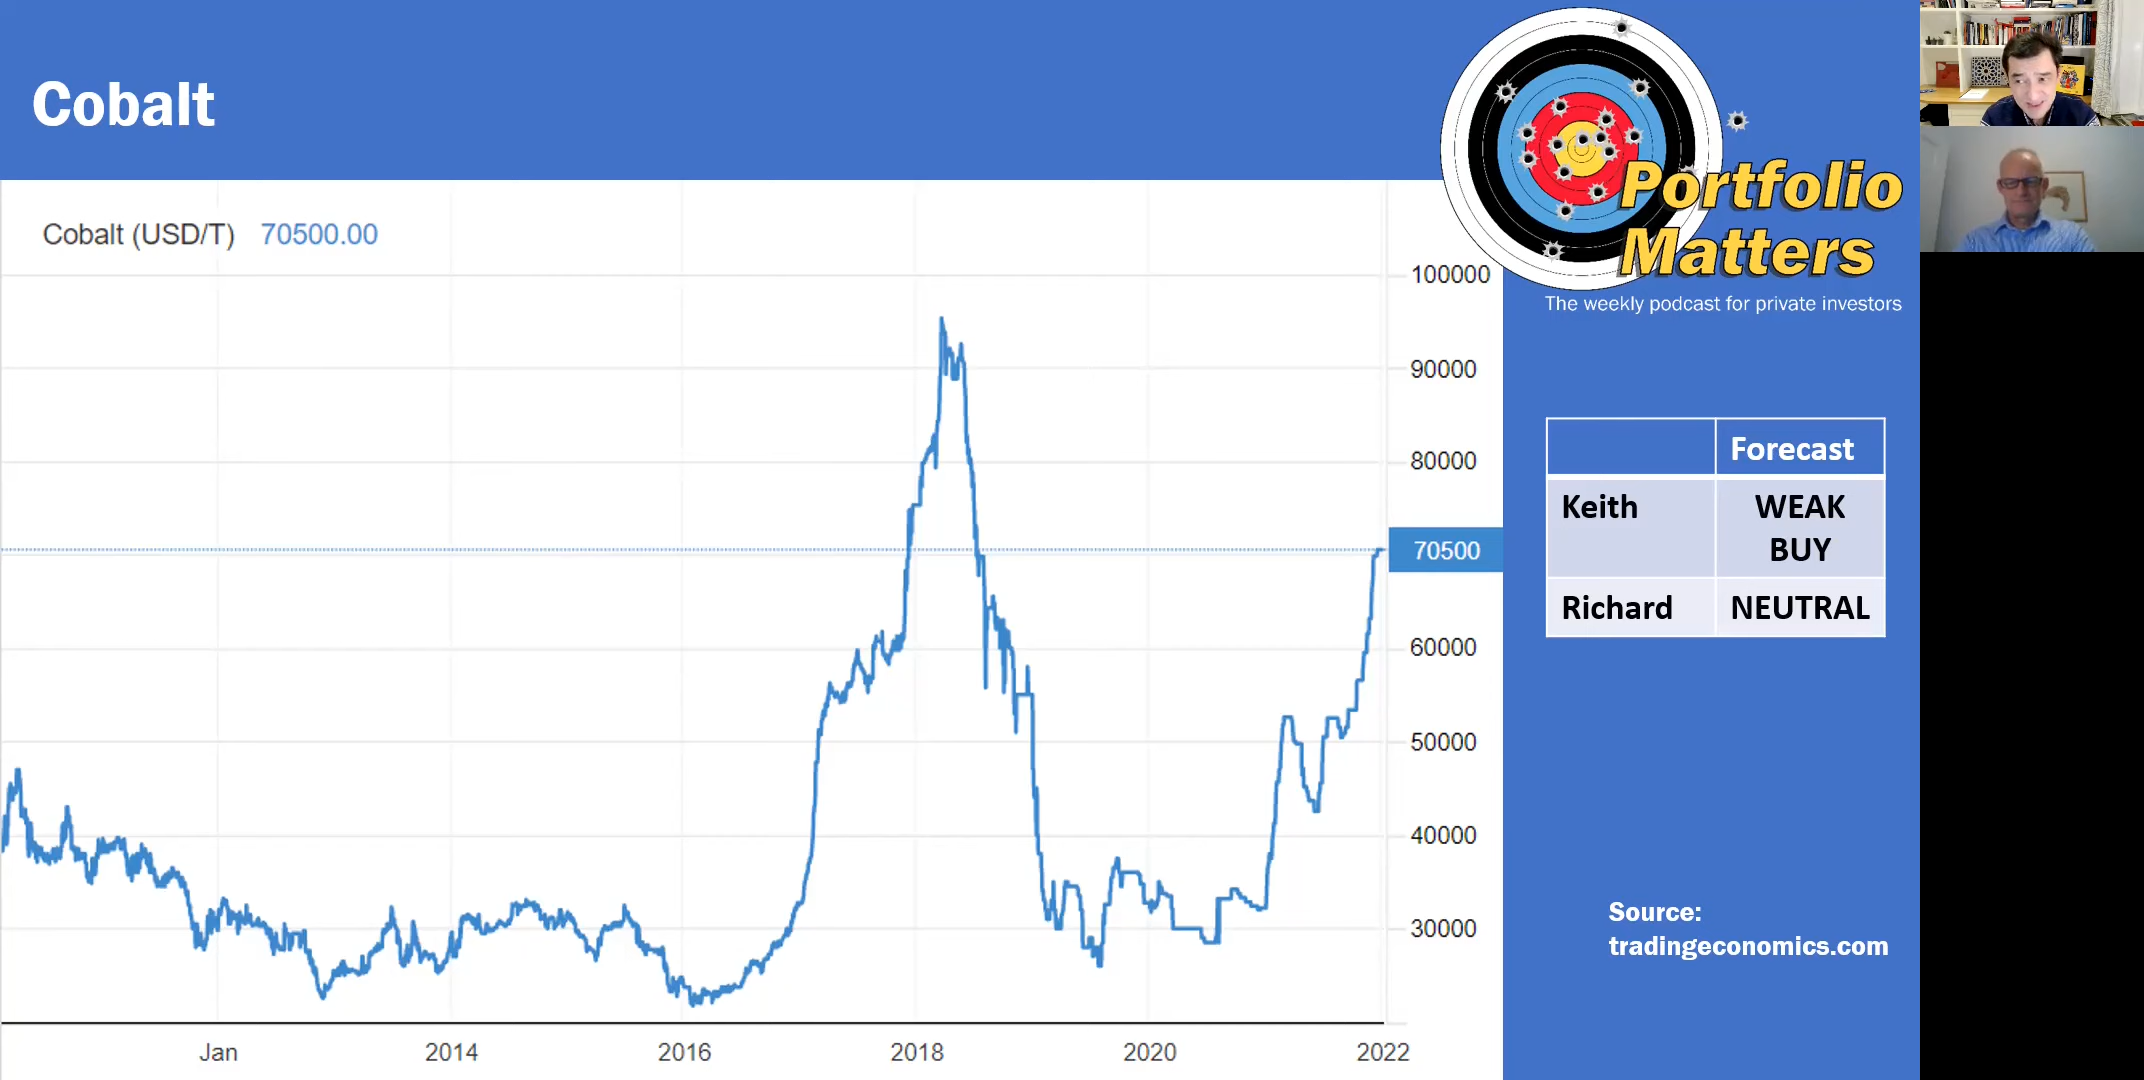 Cobalt
Portfolio
Matters
The weekly podcast for private investors
Cobalt (USD/T) 70500.00
100000
90000
80000
70500
60000
50000
40000
30000
Jan 2014 2016 2018 2020 2022
Forecast
Keith WEAK
BUY
Richard NEUTRAL
Source:
tradingeconomics.com